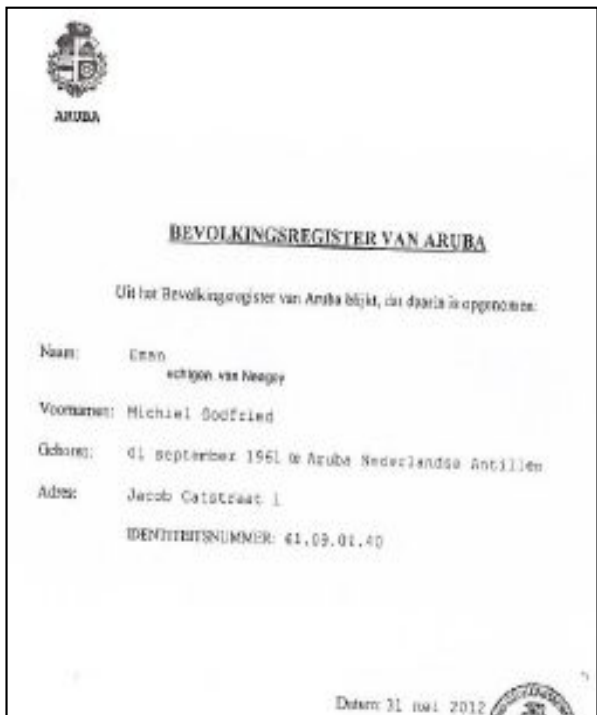 ARUBA
BEVOLKINGSREGISTER VAN ARUBA
Uit het Bevolkingsregister van Aruba blijkt, dat daarin is opgenomen:
Naam: Eman
echtgen. van Neegey
Voornamen: Michiel Godfried
Geboren: 01 september 1961 te Aruba Nederlandse Antillen
Adres: Jacob Catstraat 1
IDENTITEITSNUMMER: 61.09.01.40
Datum: 31 mei 2012